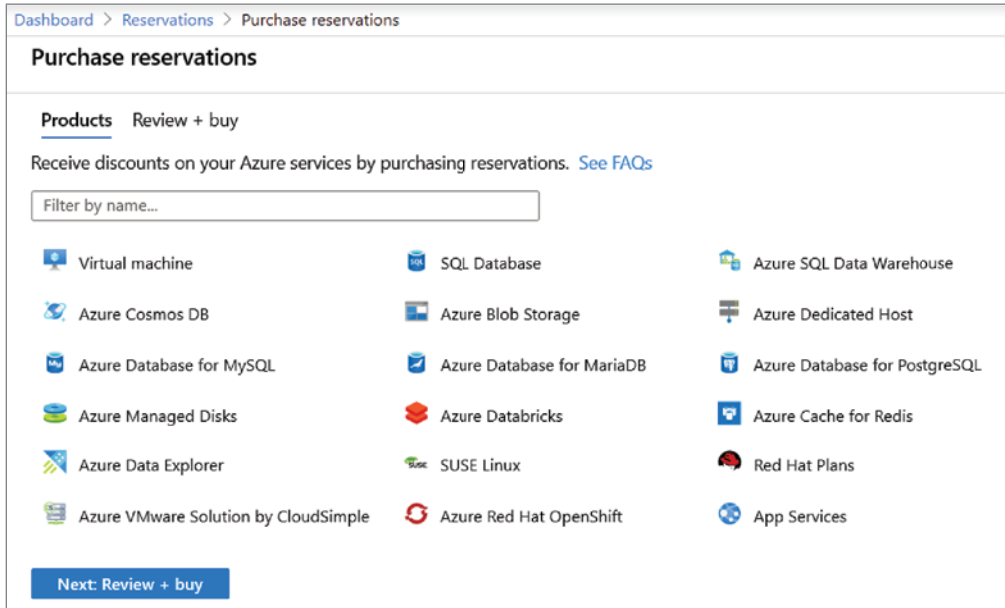 Dashboard > Reservations > Purchase reservations
Purchase reservations
Products Review + buy
Receive discounts on your Azure services by purchasing reservations. See FAQs
Filter by name...
Virtual machine SQL SQL Database Azure SQL Data Warehouse
Azure Cosmos DB Azure Blob Storage Azure Dedicated Host
My Azure Database for MySQL Azure Database for MariaDB Azure Database for PostgreSQL
Azure Managed Disks Azure Databricks Azure Cache for Redis
Azure Data Explorer SUSE SUSE Linux Red Hat Plans
Azure VMware Solution by CloudSimple Azure Red Hat OpenShift App Services
Next: Review + buy